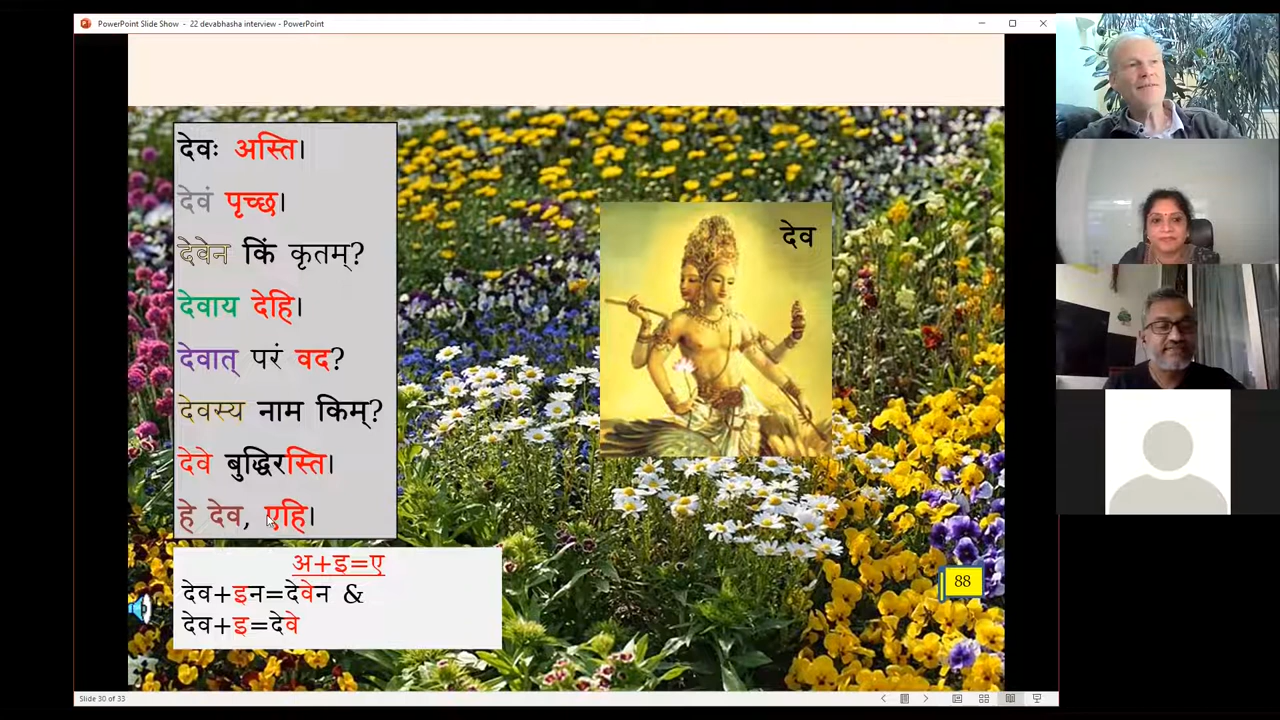 PowerPoint Slide Show - 22 devabhasha interview - PowerPoint
देवः अस्ति।
देवं पृच्छ।
देवेन किं कृतम्?
देवाय देहि।
देवात् परं वद?
देवस्य नाम किम्?
देवे बुद्धिरस्ति।
हे देव, एहि।
देव
अ+इ=ए
देव+इन=देवेन &
देव+इ=देवे
88
Slide 30 of 33